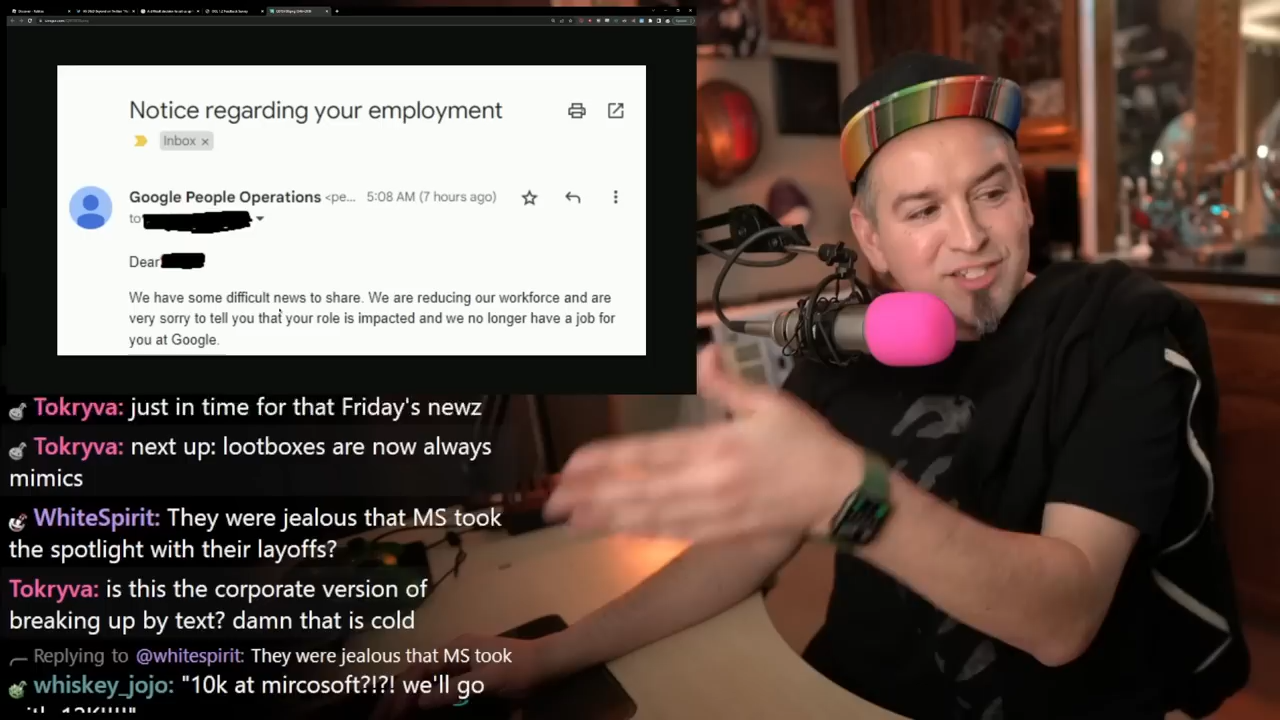 Notice regarding your employment
Inbox ×
Google People Operations <pe... 5:08 AM (7 hours ago)
to
Dear
We have some difficult news to share. We are reducing our workforce and are
very sorry to tell you that your role is impacted and we no longer have a job for
you at Google.
Tokryva: just in time for that Friday's newz
Tokryva: next up: lootboxes are now always
mimics
WhiteSpirit: They were jealous that MS took
the spotlight with their layoffs?
Tokryva: is this the corporate version of
breaking up by text? damn that is cold
Replying to @whitespirit: They were jealous that MS took
whiskey_jojo: "10k at mircosoft?!?! we'll go